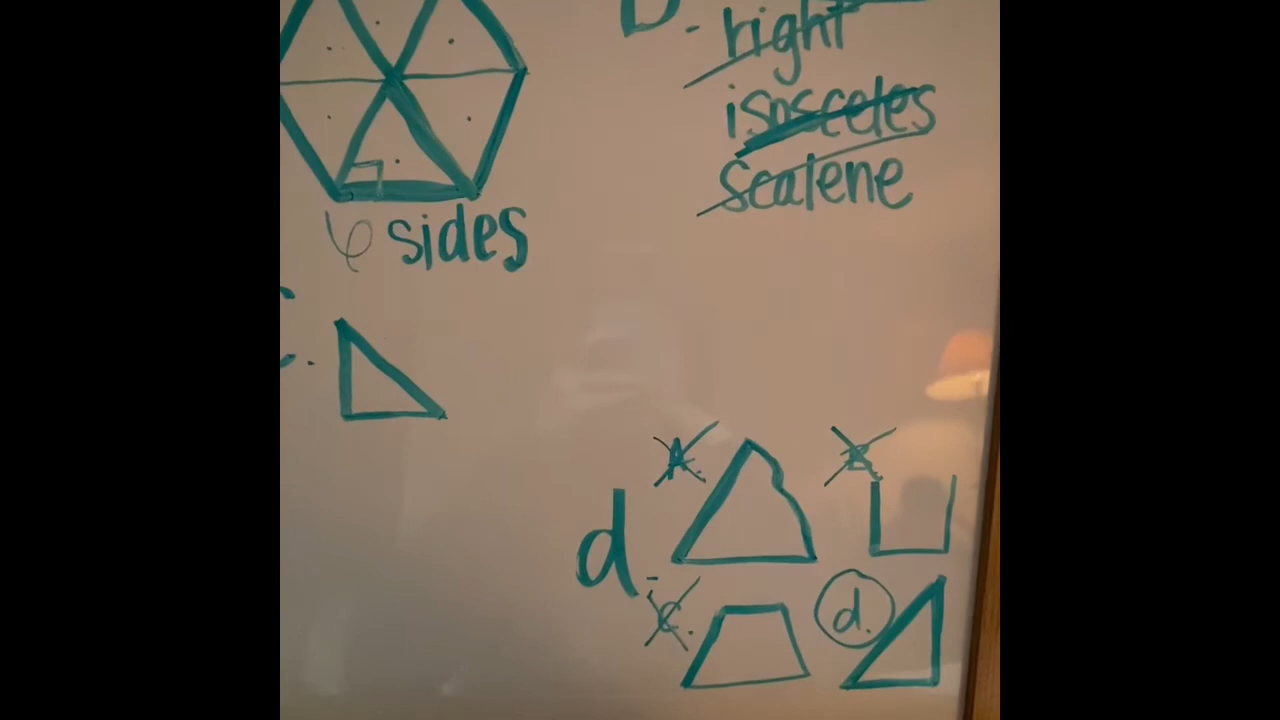 D.
right
isosceles
scalene
6 sides
A.
B.
d.
C.
d.